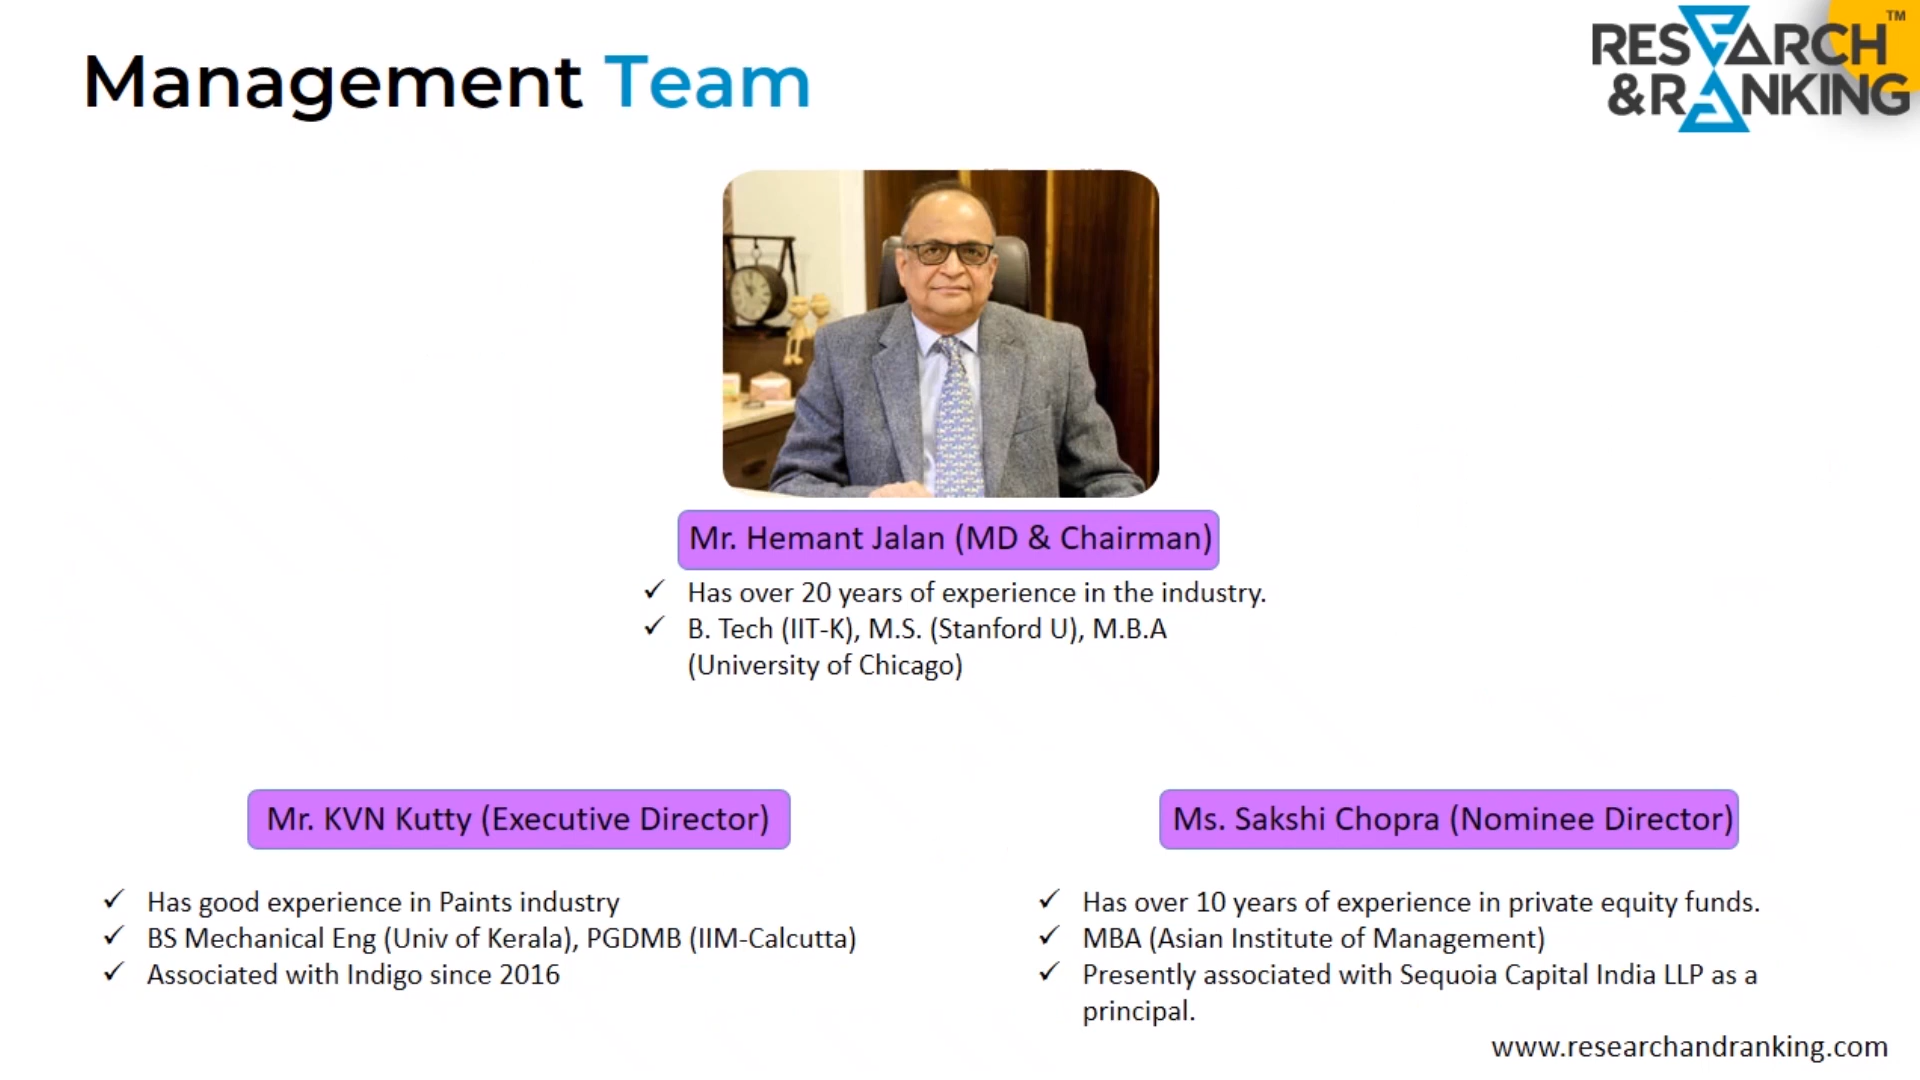 Management Team
RESEARCH
&RANKING
TM
Mr. Hemant Jalan (MD & Chairman)
✓ Has over 20 years of experience in the industry.
✓ B. Tech (IIT-K), M.S. (Stanford U), M.B.A
(University of Chicago)
Mr. KVN Kutty (Executive Director)
✓ Has good experience in Paints industry
✓ BS Mechanical Eng (Univ of Kerala), PGDMB (IIM-Calcutta)
✓ Associated with Indigo since 2016
Ms. Sakshi Chopra (Nominee Director)
✓ Has over 10 years of experience in private equity funds.
✓ MBA (Asian Institute of Management)
✓ Presently associated with Sequoia Capital India LLP as a
principal.
www.researchandranking.com